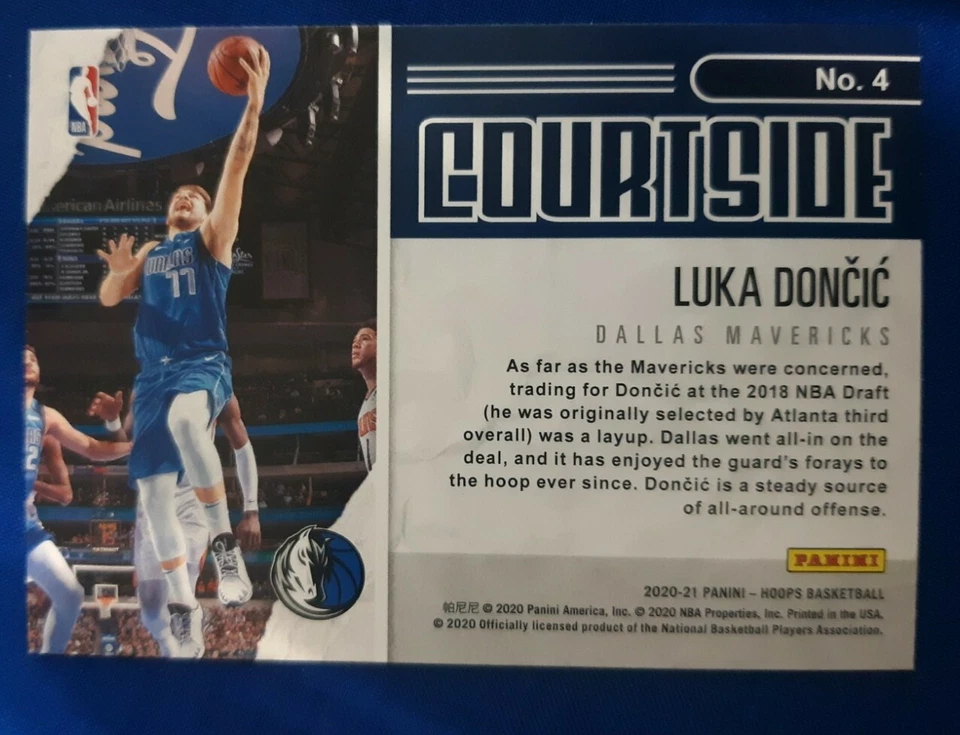 NBA
erican Airlines
DALLAS
77
2
No. 4
COURTSIDE
LUKA DONČIĆ
DALLAS MAVERICKS
As far as the Mavericks were concerned,
trading for Dončić at the 2018 NBA Draft
(he was originally selected by Atlanta third
overall) was a layup. Dallas went all-in on the
deal, and it has enjoyed the guard's forays to
the hoop ever since. Dončić is a steady source
of all-around offense.
PANINI
2020-21 PANINI – HOOPS BASKETBALL
帕尼尼 © 2020 Panini America, Inc. © 2020 NBA Properties, Inc. Printed in the USA.
© 2020 Officially licensed product of the National Basketball Players Association.